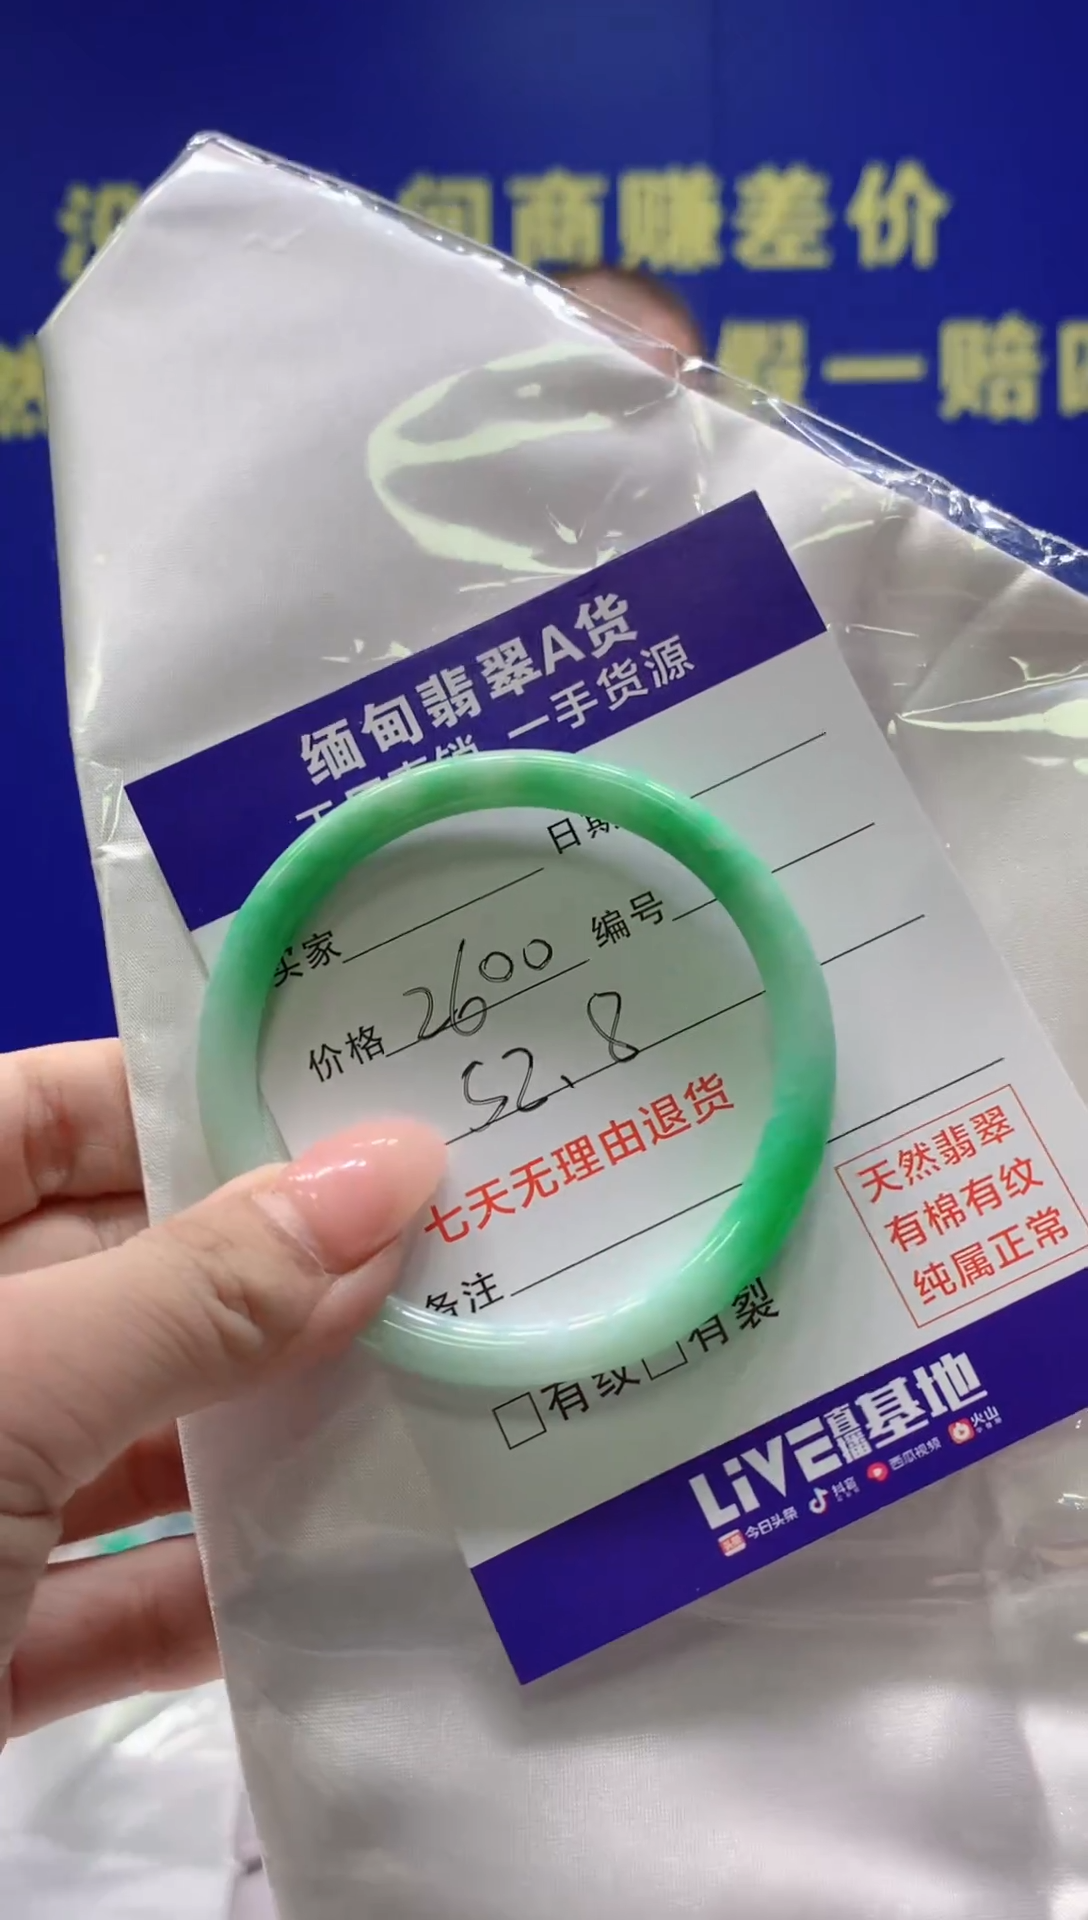 间商赚差价
假一赔
缅甸翡翠A货
一手货源
日期
买家
编号
价格 2600
52.8
七天无理由退货
天然翡翠
有棉有纹
纯属正常
备注
□有纹□有裂
LiVE直播基地
今日头条 抖音 西瓜视频 火山